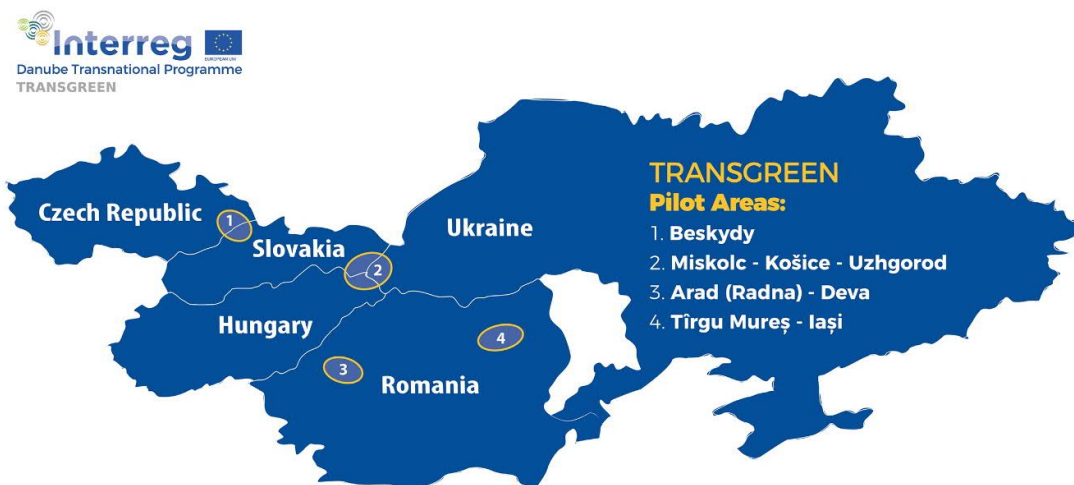 Interreg
EUROPEAN UNION
Danube Transnational Programme
TRANSGREEN
Czech Republic
1
Slovakia
2
Ukraine
Hungary
3
Romania
4
TRANSGREEN
Pilot Areas:
1. Beskydy
2. Miskolc - Košice - Uzhgorod
3. Arad (Radna) - Deva
4. Tîrgu Mureș - Iași